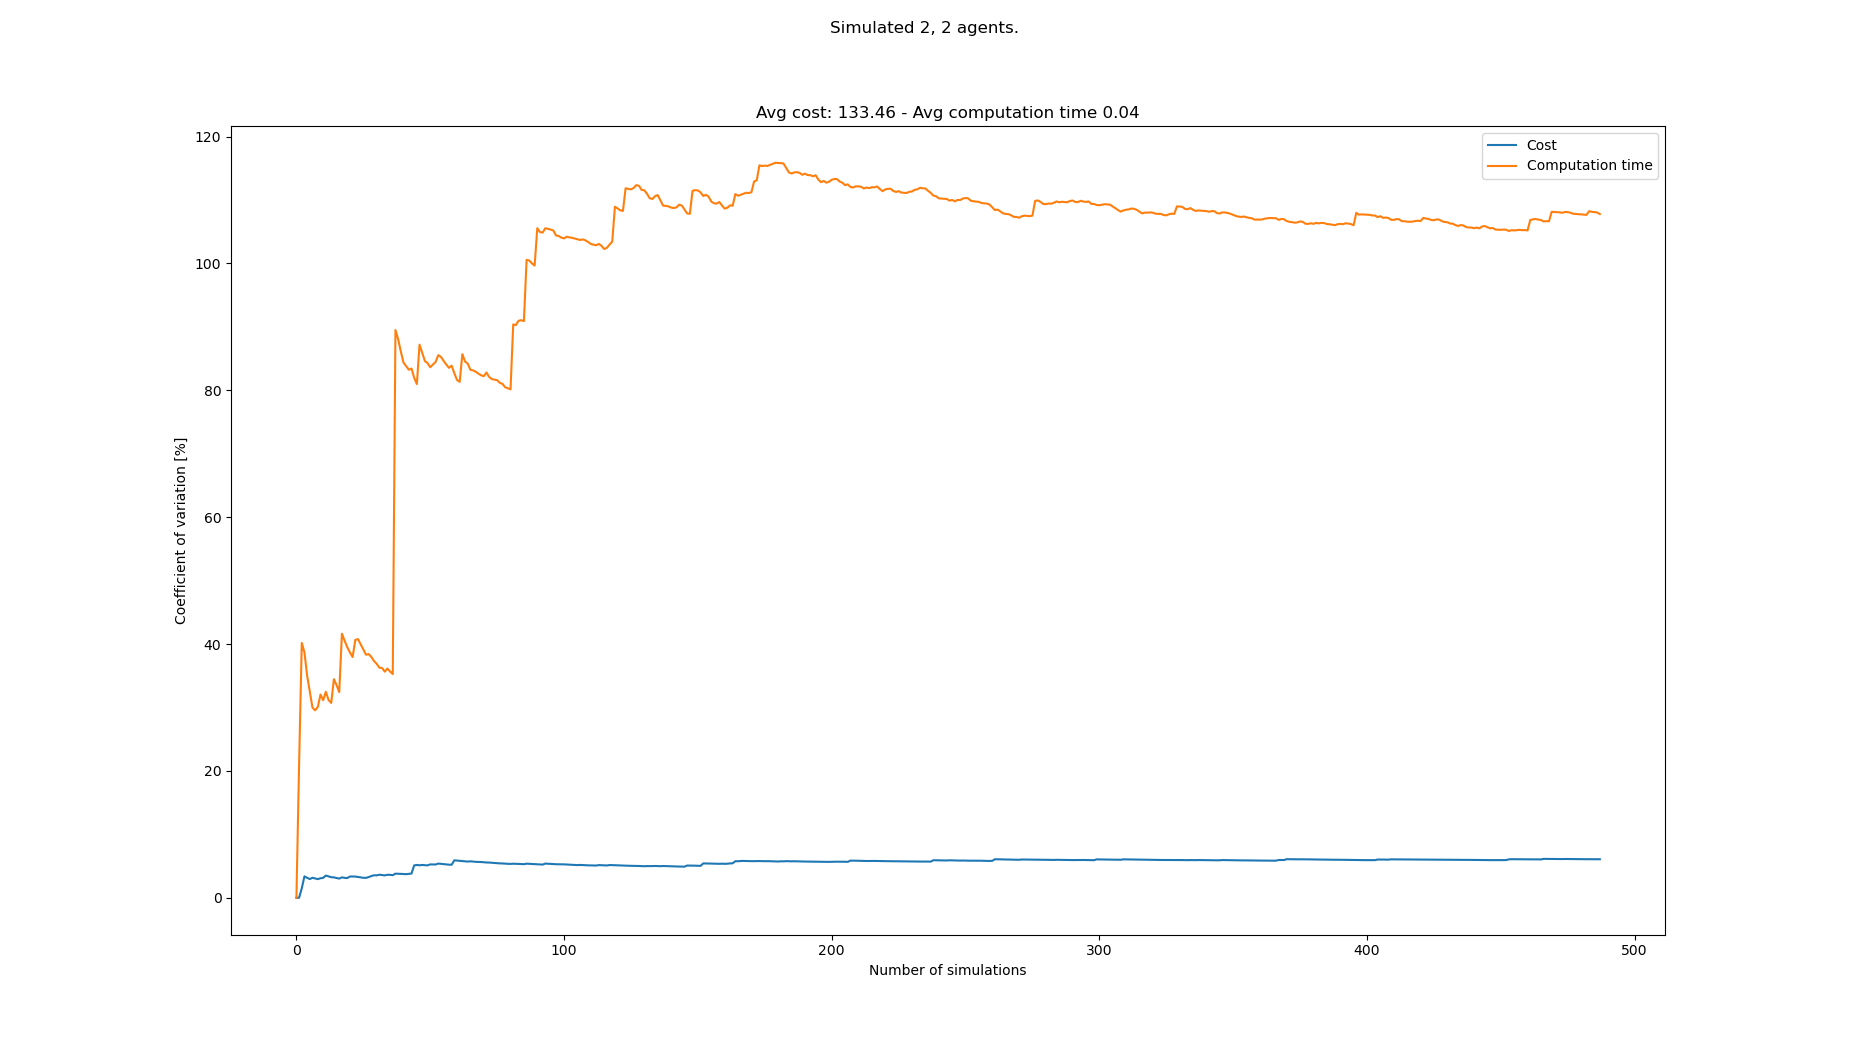 Simulated 2, 2 agents.
Avg cost: 133.46 - Avg computation time 0.04
Cost
Computation time
120
100
80
60
40
20
0
Coefficient of variation [%]
0 100 200 300 400 500
Number of simulations